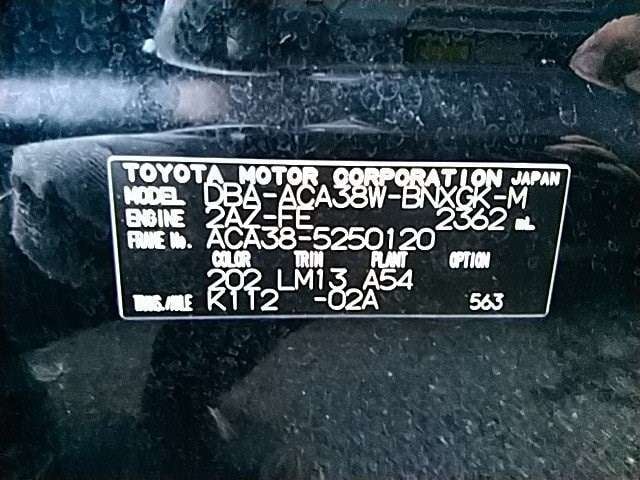 TOYOTA MOTOR CORPORATION JAPAN
MODEL DBA-ACA38W-BNXGK-M
ENGINE 2AZ-FE 2362 mL
FRAME No. ACA38-5250120
COLOR TRIM PLANT OPTION
202 LM13 A54
TRANS./AXLE K112 -02A 563